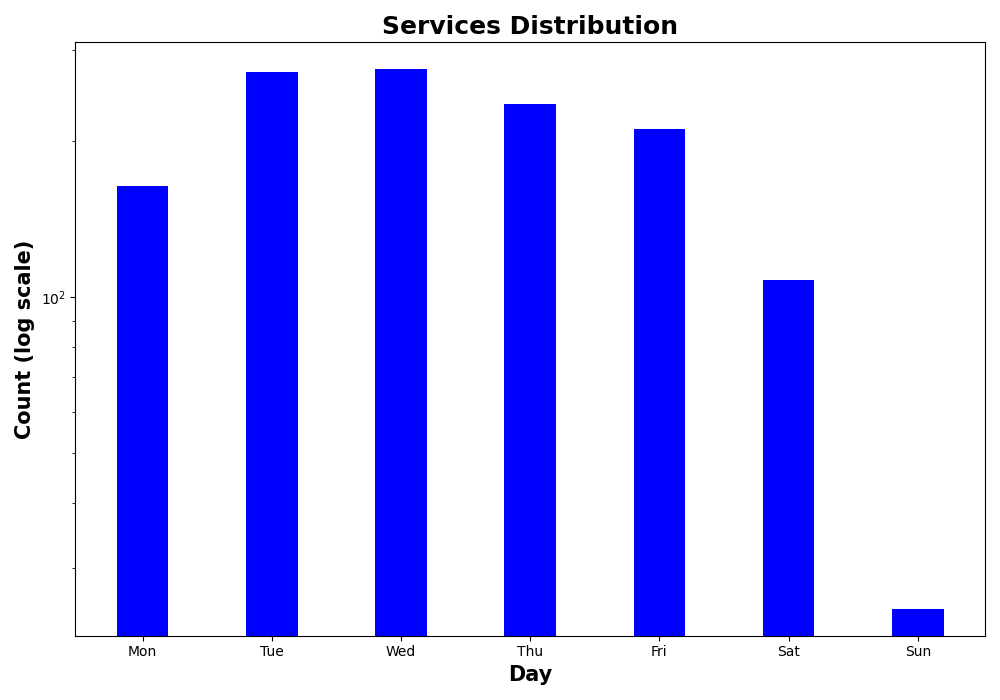 Services Distribution
Count (log scale)
10²
Mon Tue Wed Thu Fri Sat Sun
Day